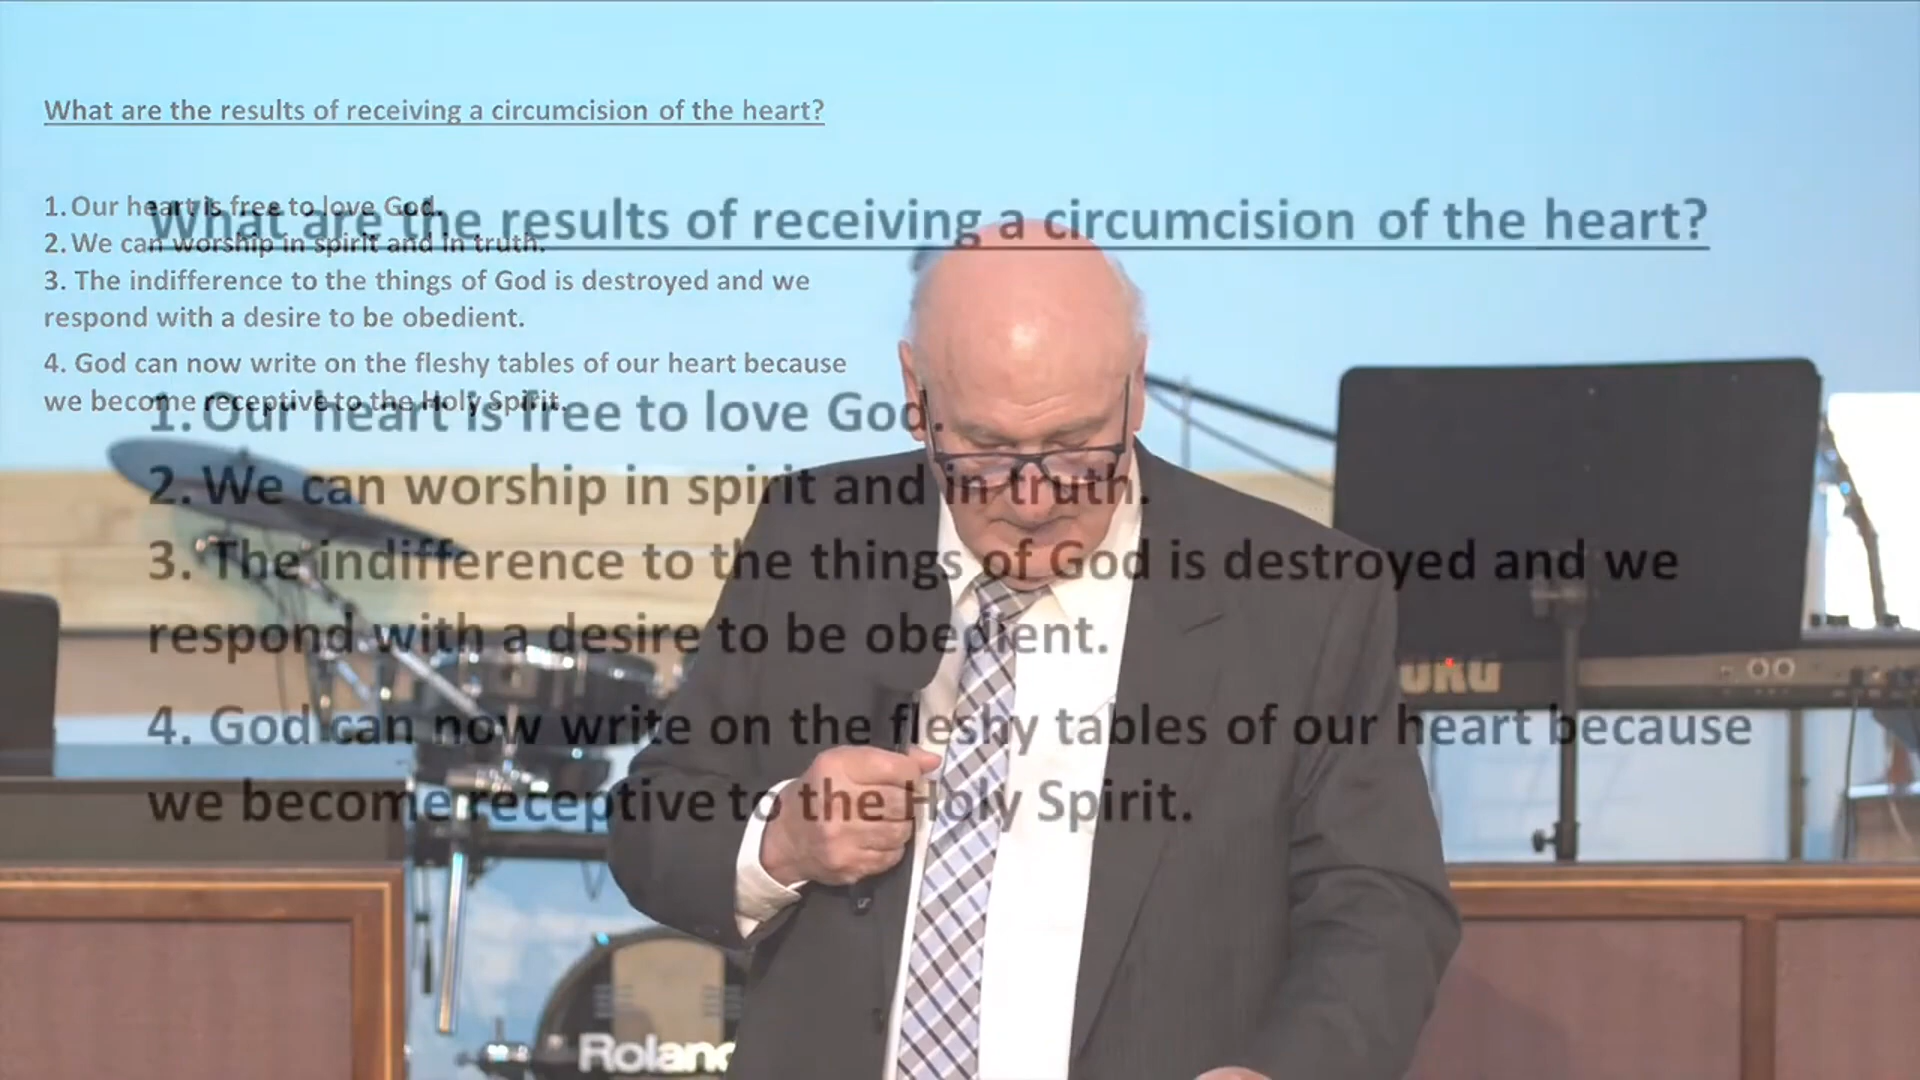 What are the results of receiving a circumcision of the heart?
1. Our heart is free to love God.
2. We can worship in spirit and in truth.
3. The indifference to the things of God is destroyed and we
respond with a desire to be obedient.
4. God can now write on the fleshy tables of our heart because
we become receptive to the Holy Spirit.
What are the results of receiving a circumcision of the heart?
1. Our heart is free to love God.
2. We can worship in spirit and in truth.
3. The indifference to the things of God is destroyed and we
respond with a desire to be obedient.
4. God can now write on the fleshy tables of our heart because
we become receptive to the Holy Spirit.